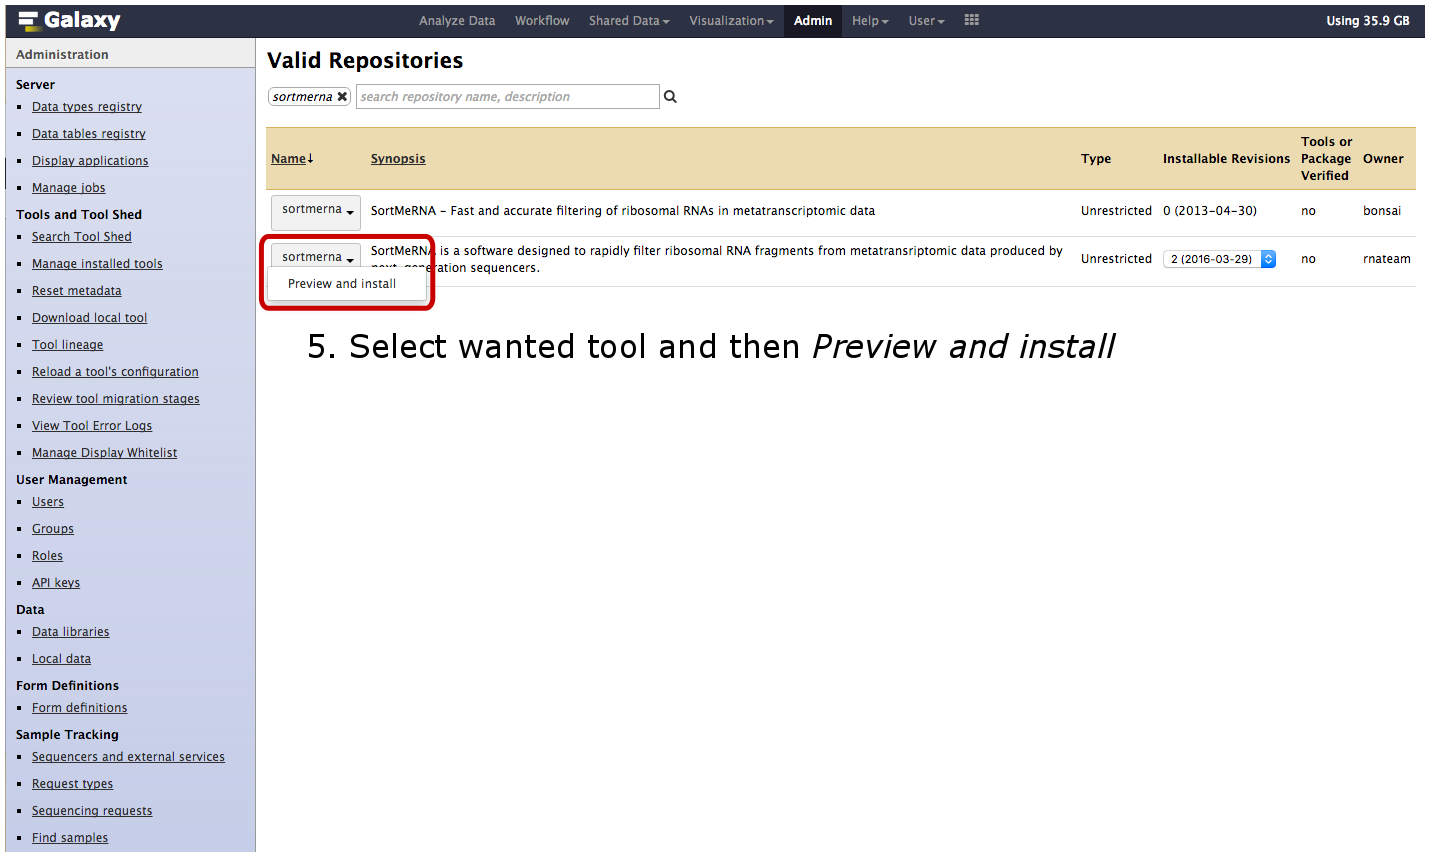 Galaxy
Analyze Data Workflow Shared Data Visualization Admin Help User Using 35.9 GB
Administration
Server
Data types registry
Data tables registry
Display applications
Manage jobs
Tools and Tool Shed
Search Tool Shed
Manage installed tools
Reset metadata
Download local tool
Tool lineage
Reload a tool's configuration
Review tool migration stages
View Tool Error Logs
Manage Display Whitelist
User Management
Users
Groups
Roles
API keys
Data
Data libraries
Local data
Form Definitions
Form definitions
Sample Tracking
Sequencers and external services
Request types
Sequencing requests
Find samples
Valid Repositories
sortmerna search repository name, description
Name Synopsis Type Installable Revisions Tools or Package Verified Owner
sortmerna SortMeRNA – Fast and accurate filtering of ribosomal RNAs in metatranscriptomic data Unrestricted 0 (2013-04-30) no bonsai
sortmerna SortMeRNA is a software designed to rapidly filter ribosomal RNA fragments from metatransriptomic data produced by Unrestricted 2 (2016-03-29) no rnateam
sequencers.
Preview and install
5. Select wanted tool and then Preview and install